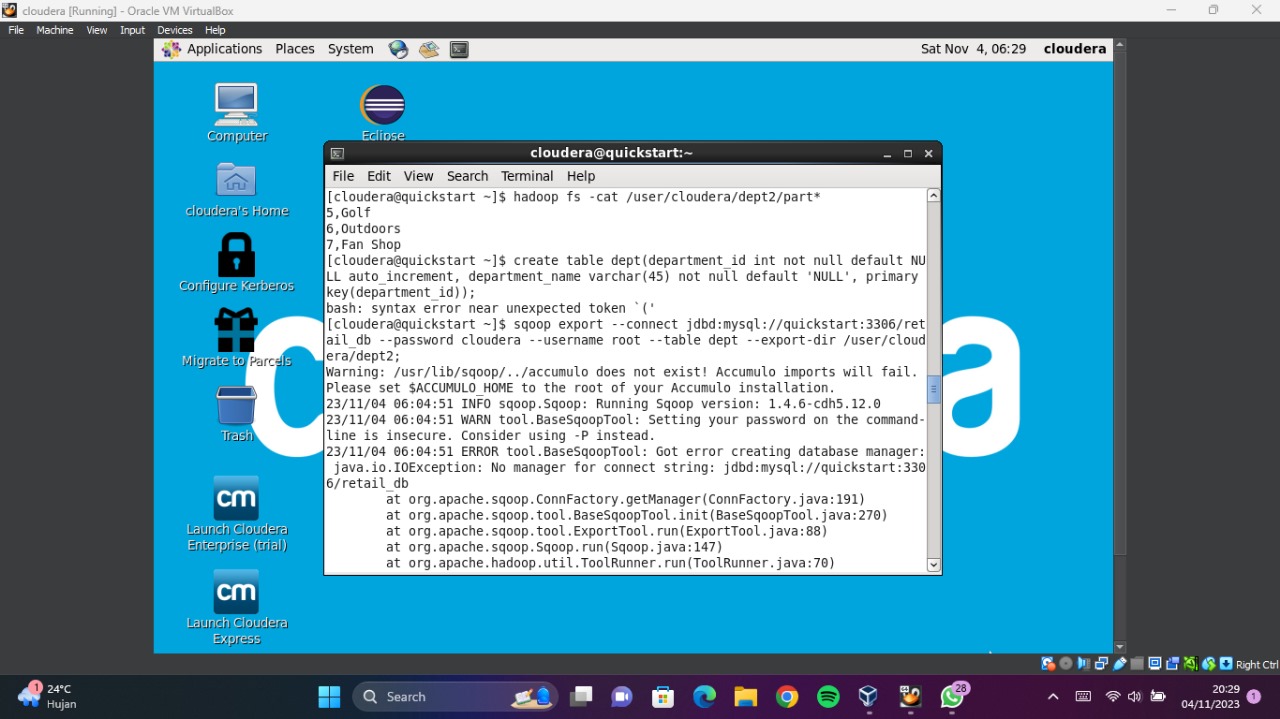 cloudera [Running] - Oracle VM VirtualBox
File Machine View Input Devices Help
Applications Places System Sat Nov 4, 06:29 cloudera
Computer
Eclipse
cloudera's Home
Configure Kerberos
Migrate to Parcels
Trash
cm
Launch Cloudera
Enterprise (trial)
cm
Launch Cloudera
Express
c
a
cloudera@quickstart:~
File Edit View Search Terminal Help
[cloudera@quickstart ~]$ hadoop fs -cat /user/cloudera/dept2/part*
5,Golf
6,Outdoors
7,Fan Shop
[cloudera@quickstart ~]$ create table dept(department_id int not null default NU
LL auto_increment, department_name varchar(45) not null default 'NULL', primary
key(department_id));
bash: syntax error near unexpected token `('
[cloudera@quickstart ~]$ sqoop export --connect jdbd:mysql://quickstart:3306/ret
ail_db --password cloudera --username root --table dept --export-dir /user/cloud
era/dept2;
Warning: /usr/lib/sqoop/../accumulo does not exist! Accumulo imports will fail.
Please set $ACCUMULO_HOME to the root of your Accumulo installation.
23/11/04 06:04:51 INFO sqoop.Sqoop: Running Sqoop version: 1.4.6-cdh5.12.0
23/11/04 06:04:51 WARN tool.BaseSqoopTool: Setting your password on the command-
line is insecure. Consider using -P instead.
23/11/04 06:04:51 ERROR tool.BaseSqoopTool: Got error creating database manager:
java.io.IOException: No manager for connect string: jdbd:mysql://quickstart:330
6/retail_db
at org.apache.sqoop.ConnFactory.getManager(ConnFactory.java:191)
at org.apache.sqoop.tool.BaseSqoopTool.init(BaseSqoopTool.java:270)
at org.apache.sqoop.tool.ExportTool.run(ExportTool.java:88)
at org.apache.sqoop.Sqoop.run(Sqoop.java:147)
at org.apache.hadoop.util.ToolRunner.run(ToolRunner.java:70)
Right Ctrl
1
24°C
Hujan
Search
28
20:29
04/11/2023
1